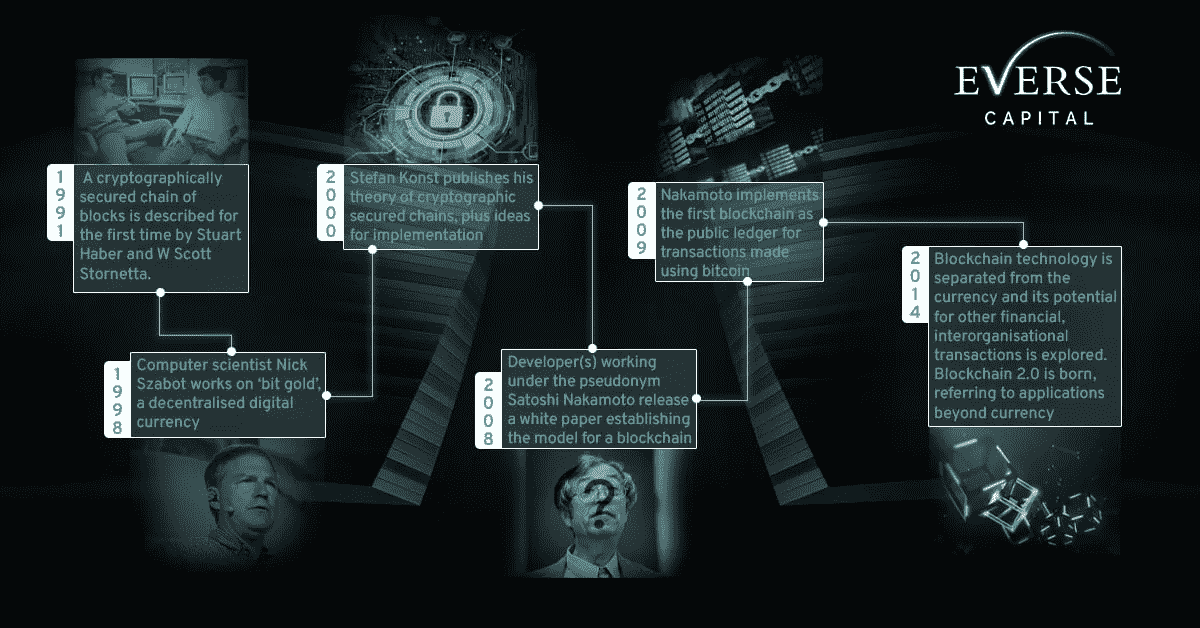 EVERSE
CAPITAL
1991
A cryptographically
secured chain of
blocks is described for
the first time by Stuart
Haber and W Scott
Stornetta.
1998
Computer scientist Nick
Szabot works on ‘bit gold’,
a decentralised digital
currency
2000
Stefan Konst publishes his
theory of cryptographic
secured chains, plus ideas
for implementation
2008
Developer(s) working
under the pseudonym
Satoshi Nakamoto release
a white paper establishing
the model for a blockchain
?
2009
Nakamoto implements
the first blockchain as
the public ledger for
transactions made
using bitcoin
2014
Blockchain technology is
separated from the
currency and its potential
for other financial,
interorganisational
transactions is explored.
Blockchain 2.0 is born,
referring to applications
beyond currency